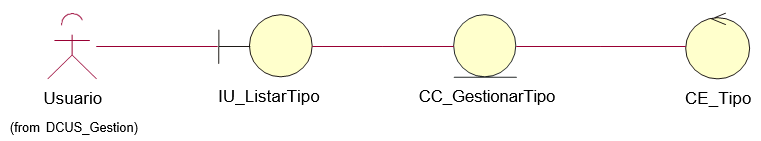 Usuario
IU_ListarTipo
CC_GestionarTipo
CE_Tipo
(from DCUS_Gestion)